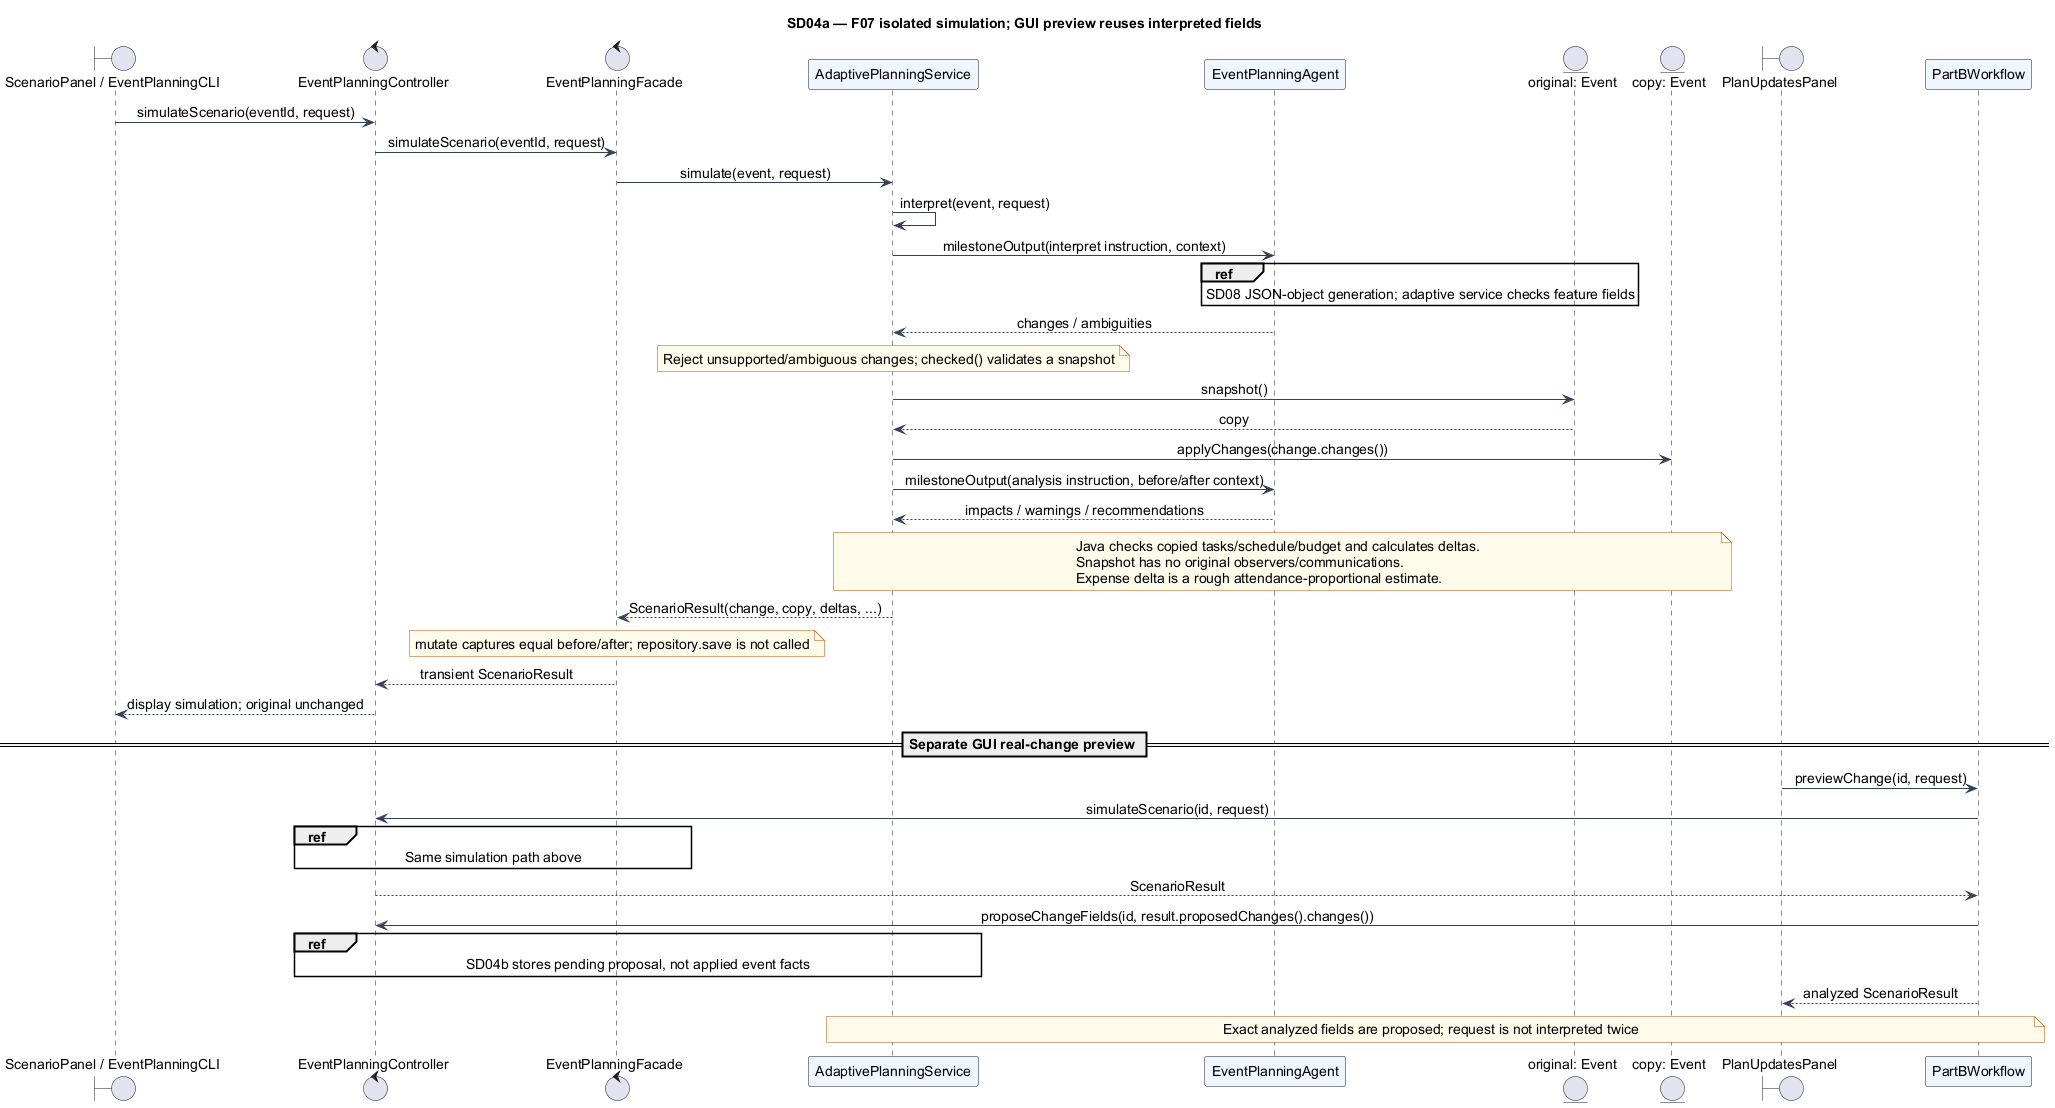 SD04a — F07 isolated simulation; GUI preview reuses interpreted fields
ScenarioPanel / EventPlanningCLI
EventPlanningController
EventPlanningFacade
AdaptivePlanningService
EventPlanningAgent
original: Event
copy: Event
PlanUpdatesPanel
PartBWorkflow
simulateScenario(eventId, request)
simulateScenario(eventId, request)
simulate(event, request)
interpret(event, request)
milestoneOutput(interpret instruction, context)
ref
SD08 JSON-object generation; adaptive service checks feature fields
changes / ambiguities
Reject unsupported/ambiguous changes; checked() validates a snapshot
snapshot()
copy
applyChanges(change.changes())
milestoneOutput(analysis instruction, before/after context)
impacts / warnings / recommendations
Java checks copied tasks/schedule/budget and calculates deltas.
Snapshot has no original observers/communications.
Expense delta is a rough attendance-proportional estimate.
ScenarioResult(change, copy, deltas, ...)
mutate captures equal before/after; repository.save is not called
transient ScenarioResult
display simulation; original unchanged
Separate GUI real-change preview
previewChange(id, request)
simulateScenario(id, request)
ref
Same simulation path above
ScenarioResult
proposeChangeFields(id, result.proposedChanges().changes())
ref
SD04b stores pending proposal, not applied event facts
analyzed ScenarioResult
Exact analyzed fields are proposed; request is not interpreted twice
ScenarioPanel / EventPlanningCLI
EventPlanningController
EventPlanningFacade
AdaptivePlanningService
EventPlanningAgent
original: Event
copy: Event
PlanUpdatesPanel
PartBWorkflow